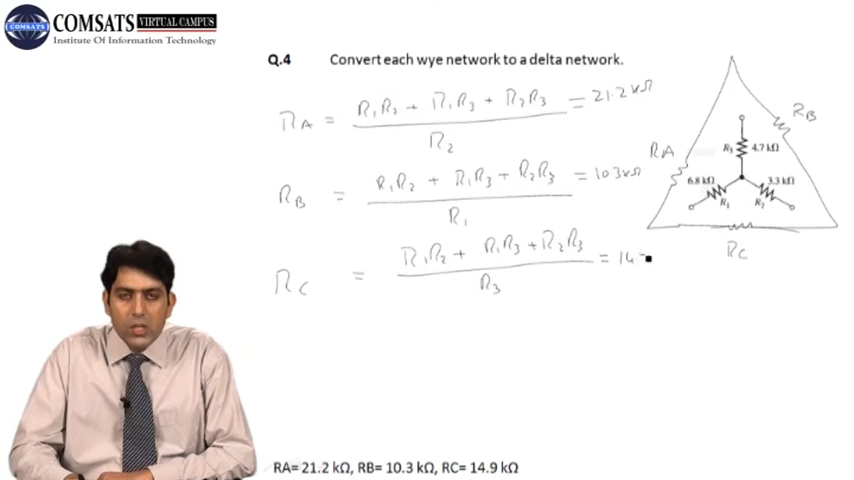 COMSATS VIRTUAL CAMPUS
Institute Of Information Technology
Q.4 Convert each wye network to a delta network.
RA = R1R2 + R1R3 + R2R3 / R2 = 21.2 kΩ
RB = R1R2 + R1R3 + R2R3 / R1 = 10.3 kΩ
RC = R1R2 + R1R3 + R2R3 / R3 = 14.
RA
RB
RC
R3 4.7 kΩ
6.8 kΩ R1
3.3 kΩ R2
RA= 21.2 kΩ, RB= 10.3 kΩ, RC= 14.9 kΩ